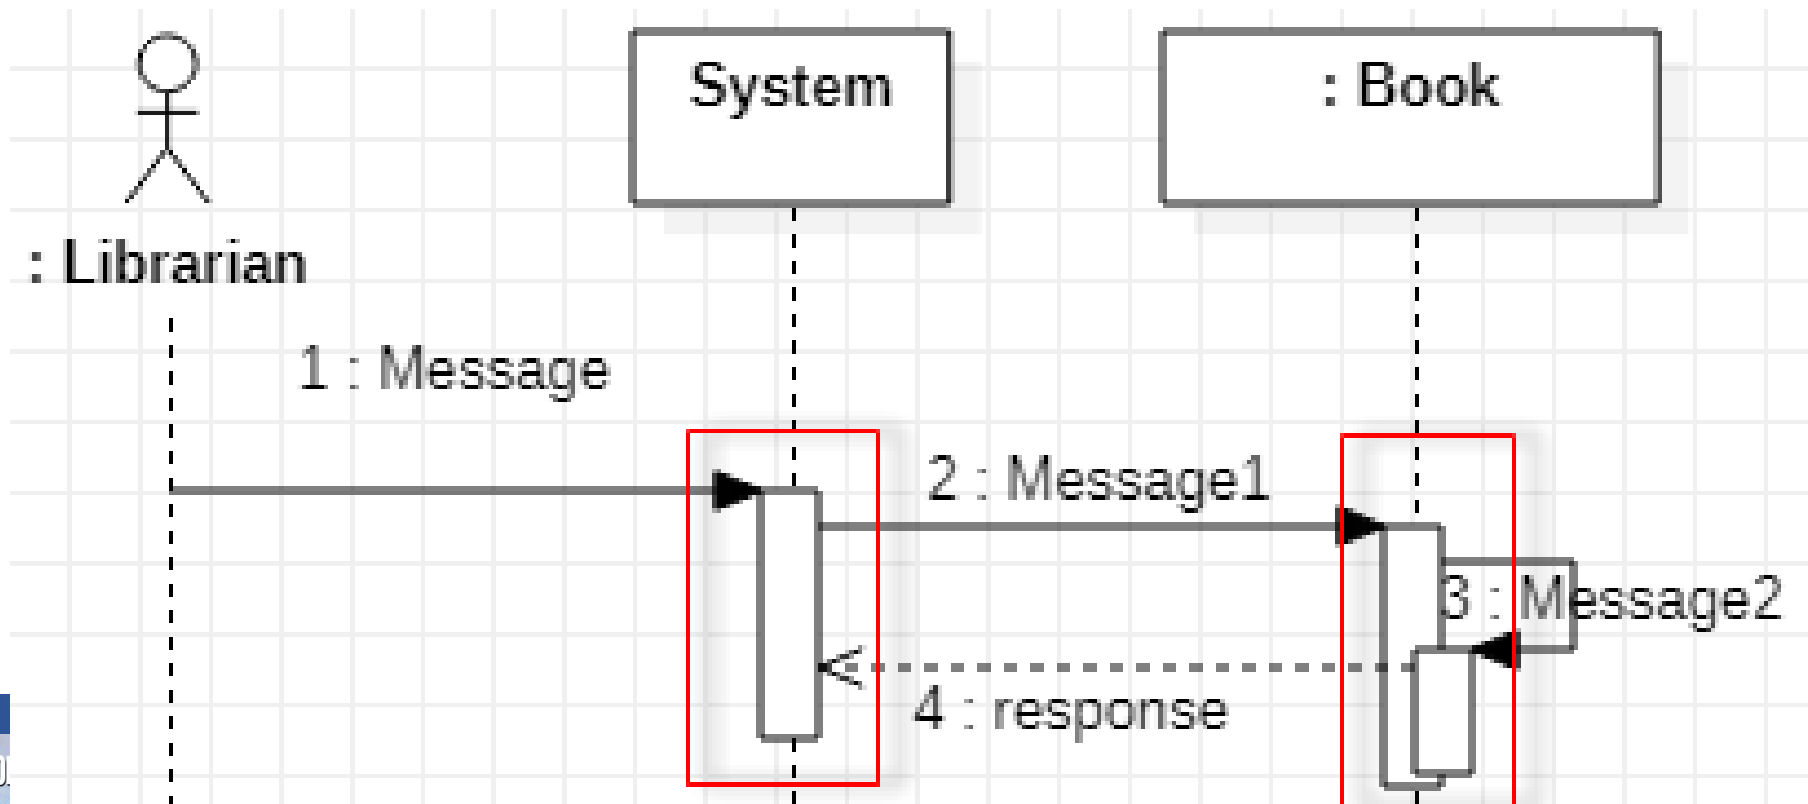 System
: Book
: Librarian
1 : Message
2 : Message1
3 : Message2
4 : response